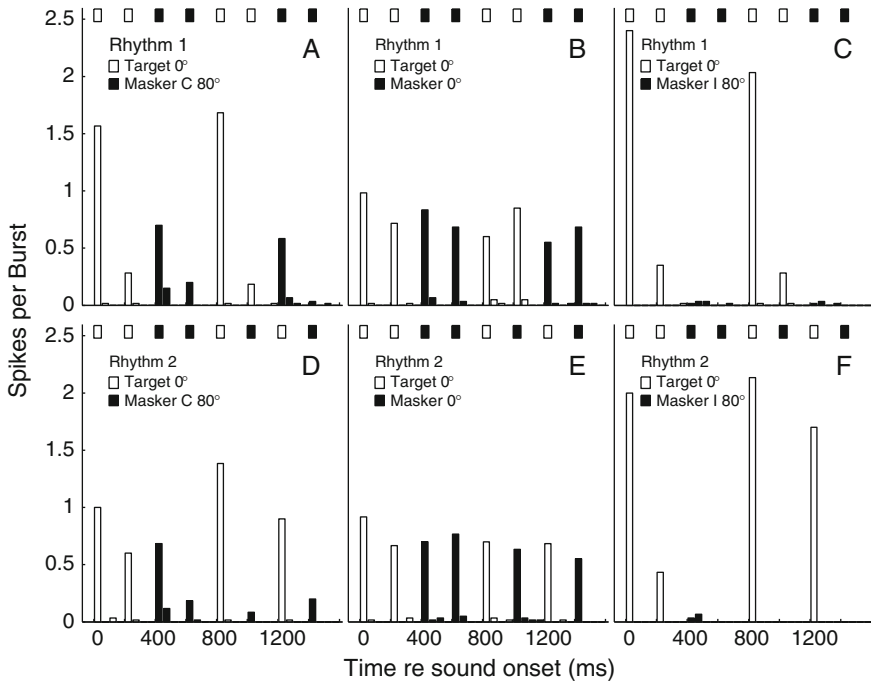 2.5
2
1.5
1
0.5
0
Rhythm 1
A
Target 0°
Masker C 80°
Rhythm 1
B
Target 0°
Masker 0°
Rhythm 1
C
Target 0°
Masker I 80°
Spikes per Burst
2.5
2
1.5
1
0.5
0
Rhythm 2
D
Target 0°
Masker C 80°
Rhythm 2
E
Target 0°
Masker 0°
Rhythm 2
F
Target 0°
Masker I 80°
0 400 800 1200 0 400 800 1200 0 400 800 1200
Time re sound onset (ms)